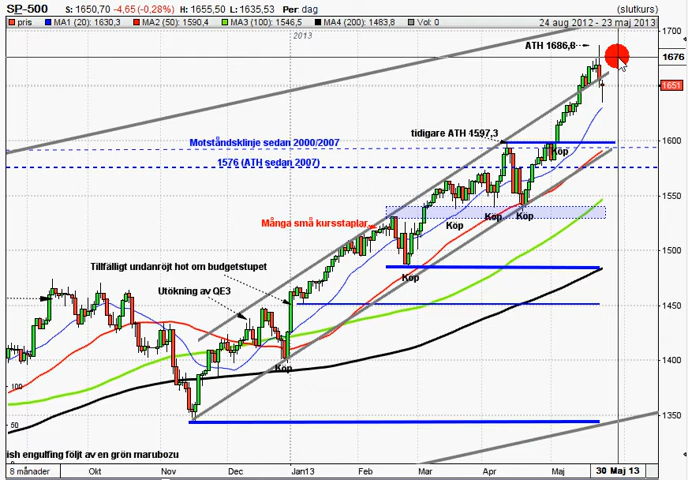 SP-500 S: 1650,70 -4,65 (-0,28%) H: 1655,50 L: 1635,53 Per dag (slutkurs)
pris MA1 (20): 1630,3 MA2 (50): 1590,4 MA3 (100): 1546,5 MA4 (200): 1483,8 Vol: 0 24 aug 2012 - 23 maj 2013
2013
1700
ATH 1686,6
1676
1651
tidigare ATH 1597,3
1600
Motståndsklinje sedan 2000/2007
Köp
1576 (ATH sedan 2007)
1550
Många små kursstaplar
Köp
Köp
Köp
1500
Tillfälligt undanröjt hot om budgetstupet
Köp
Utökning av QE3
1450
1400
Köp
100
1350
50
ish engulfing följt av en grön marubozu
0
8 månader Okt Nov Dec Jan13 Feb Mar Apr Maj 30 Maj 13